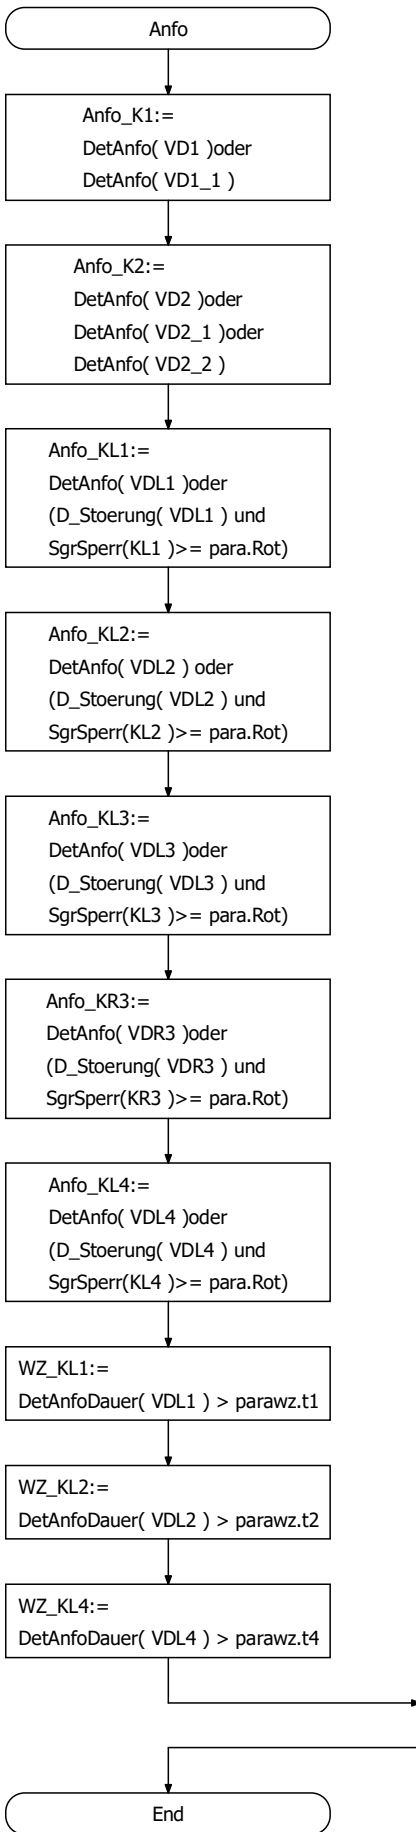 Anfo
Anfo_K1:=
DetAnfo( VD1 )oder
DetAnfo( VD1_1 )
Anfo_K2:=
DetAnfo( VD2 )oder
DetAnfo( VD2_1 )oder
DetAnfo( VD2_2 )
Anfo_KL1:=
DetAnfo( VDL1 )oder
(D_Stoerung( VDL1 ) und
SgrSperr(KL1 )>= para.Rot)
Anfo_KL2:=
DetAnfo( VDL2 ) oder
(D_Stoerung( VDL2 ) und
SgrSperr(KL2 )>= para.Rot)
Anfo_KL3:=
DetAnfo( VDL3 )oder
(D_Stoerung( VDL3 ) und
SgrSperr(KL3 )>= para.Rot)
Anfo_KR3:=
DetAnfo( VDR3 )oder
(D_Stoerung( VDR3 ) und
SgrSperr(KR3 )>= para.Rot)
Anfo_KL4:=
DetAnfo( VDL4 )oder
(D_Stoerung( VDL4 ) und
SgrSperr(KL4 )>= para.Rot)
WZ_KL1:=
DetAnfoDauer( VDL1 ) > parawz.t1
WZ_KL2:=
DetAnfoDauer( VDL2 ) > parawz.t2
WZ_KL4:=
DetAnfoDauer( VDL4 ) > parawz.t4
End